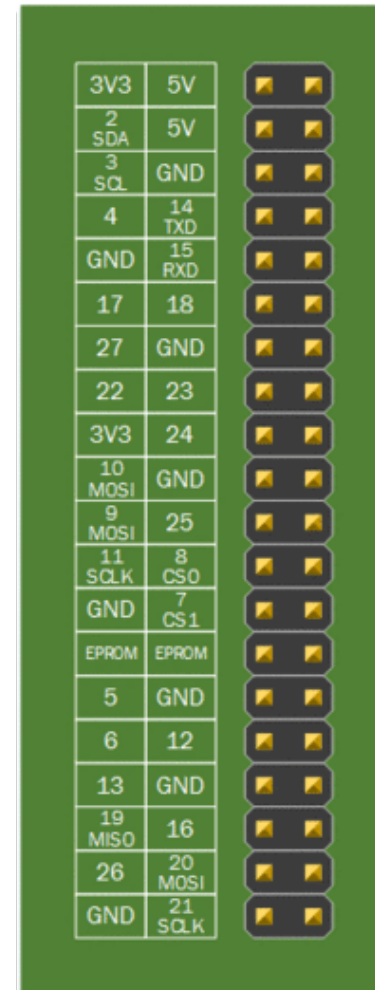 3V3 5V
2 SDA 5V
3 SCL GND
4 14 TXD
GND 15 RXD
17 18
27 GND
22 23
3V3 24
10 MOSI GND
9 MOSI 25
11 SCLK 8 CS0
GND 7 CS1
EPROM EPROM
5 GND
6 12
13 GND
19 MISO 16
26 20 MOSI
GND 21 SCLK